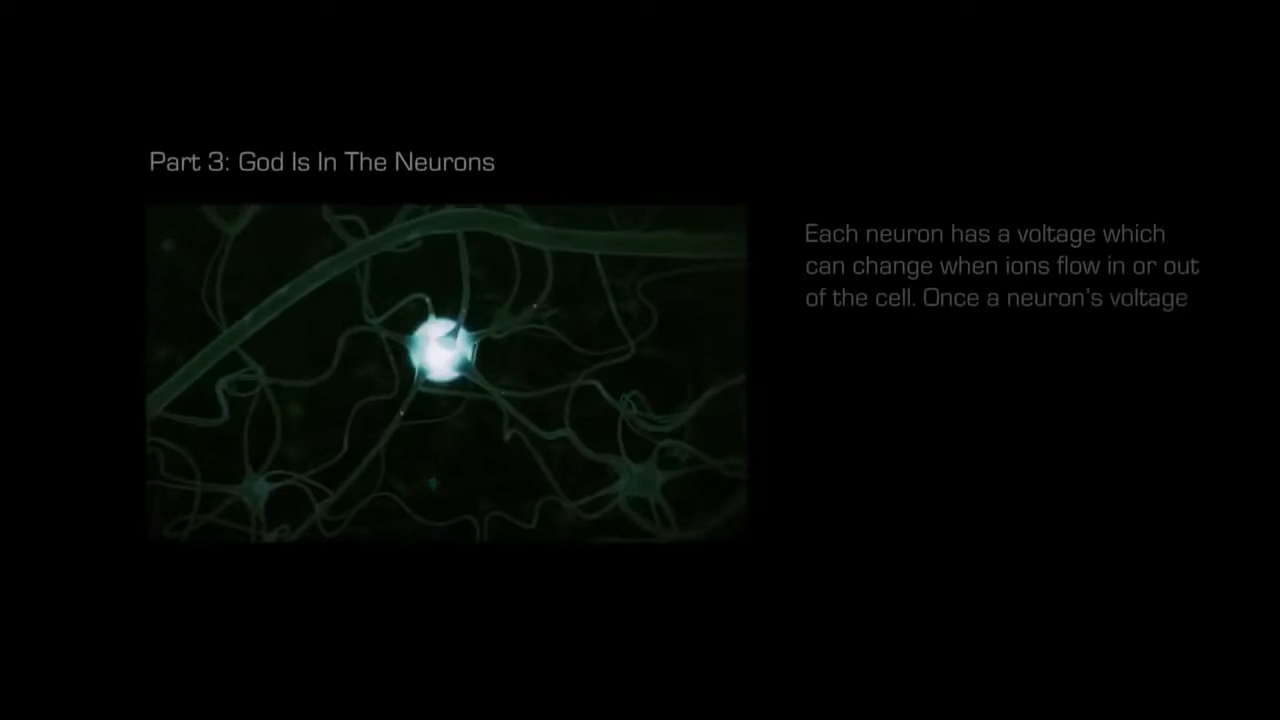 Part 3: God Is In The Neurons
Each neuron has a voltage which
can change when ions flow in or out
of the cell. Once a neuron's voltage